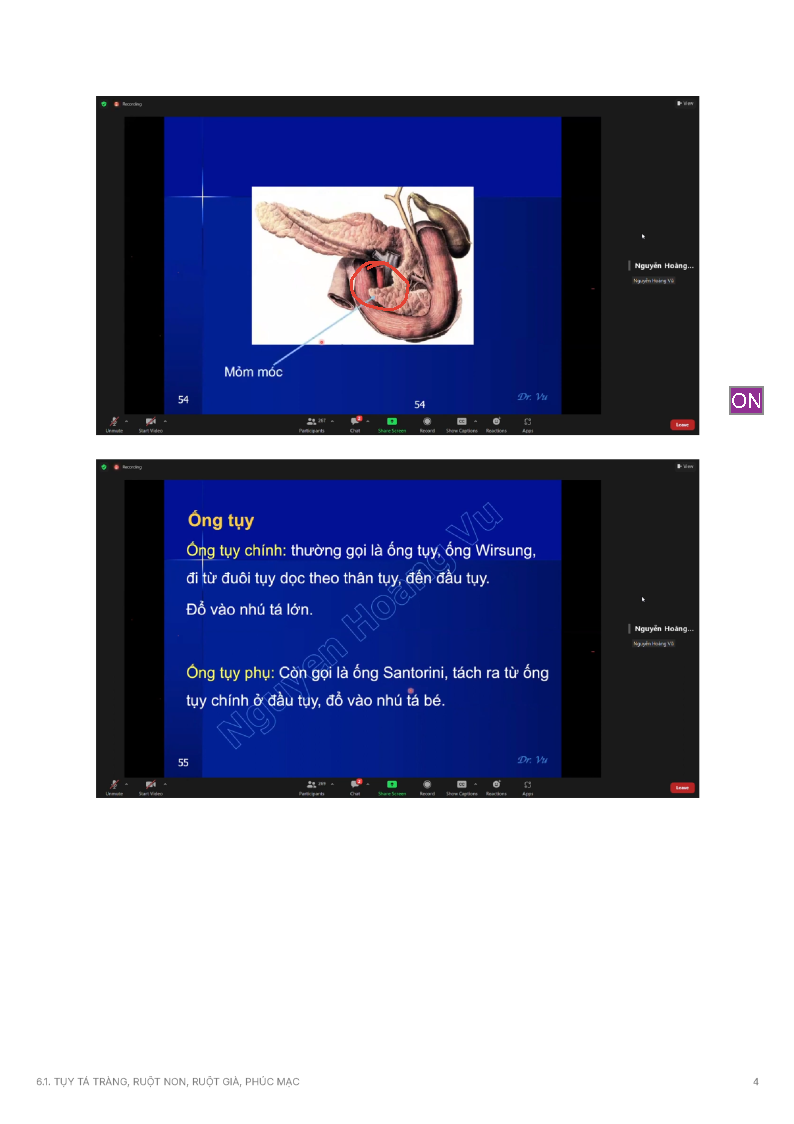 Recording
View
Nguyễn Hoàng...
Nguyễn Hoàng Vũ
Mỏm móc
54
54
Dr. Vu
Unmute
Start Video
Participants
Chat
Share Screen
Record
Show Captions
Reactions
Apps
Leave
ON
Recording
View
Ống tụy
Ống tụy chính: thường gọi là ống tụy, ống Wirsung,
đi từ đuôi tụy dọc theo thân tụy, đến đầu tụy.
Đổ vào nhú tá lớn.
Nguyễn Hoàng...
Nguyễn Hoàng Vũ
Ống tụy phụ: Còn gọi là ống Santorini, tách ra từ ống
tụy chính ở đầu tụy, đổ vào nhú tá bé.
Nguyen Hoang Vu
55
Dr. Vu
Unmute
Start Video
Participants
Chat
Share Screen
Record
Show Captions
Reactions
Apps
Leave
6.1. TỤY TÁ TRÀNG, RUỘT NON, RUỘT GIÀ, PHÚC MẠC
4